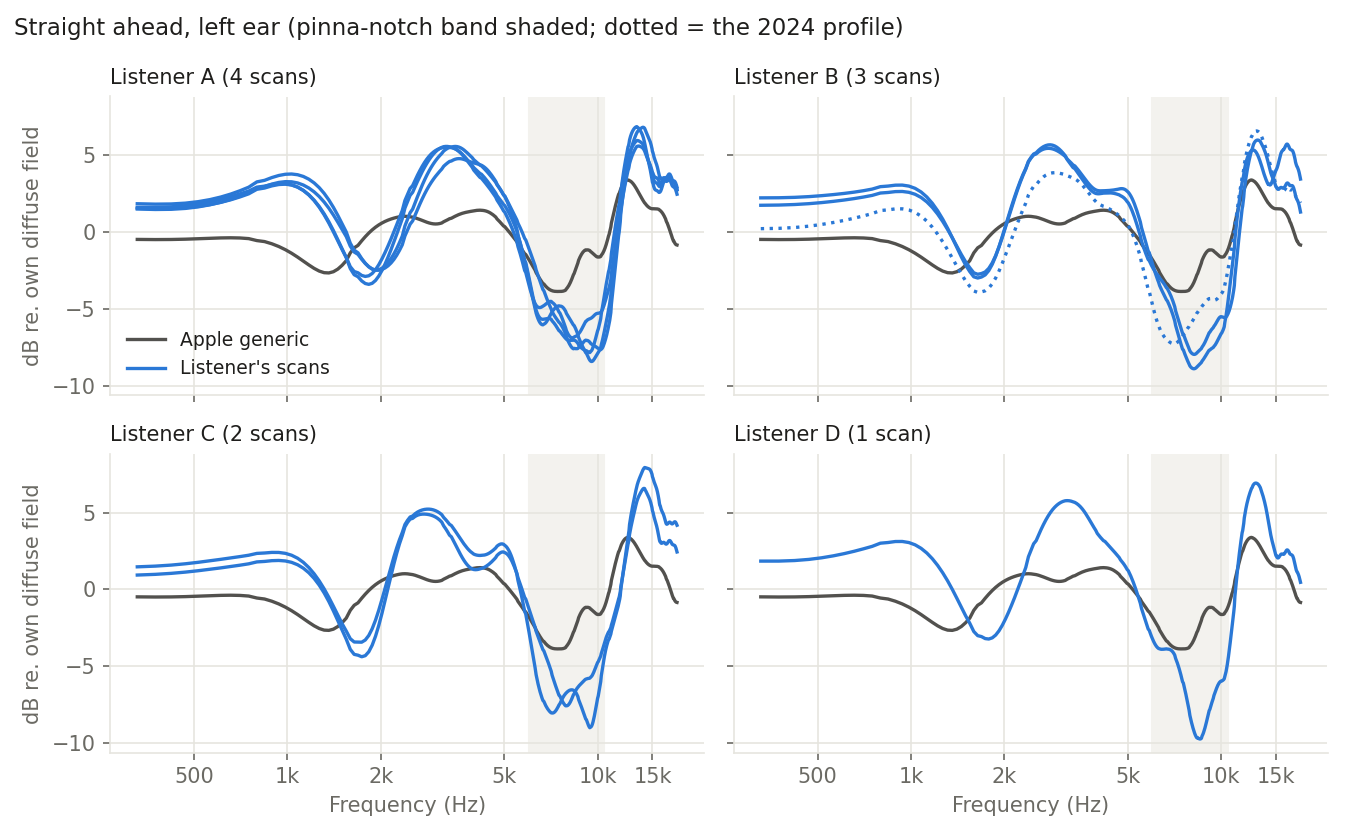 Straight ahead, left ear (pinna-notch band shaded; dotted = the 2024 profile)
Listener A (4 scans)
Listener B (3 scans)
dB re. own diffuse field
5
0
−5
−10
Apple generic
Listener's scans
Listener C (2 scans)
Listener D (1 scan)
dB re. own diffuse field
5
0
−5
−10
500 1k 2k 5k 10k 15k
500 1k 2k 5k 10k 15k
Frequency (Hz)
Frequency (Hz)